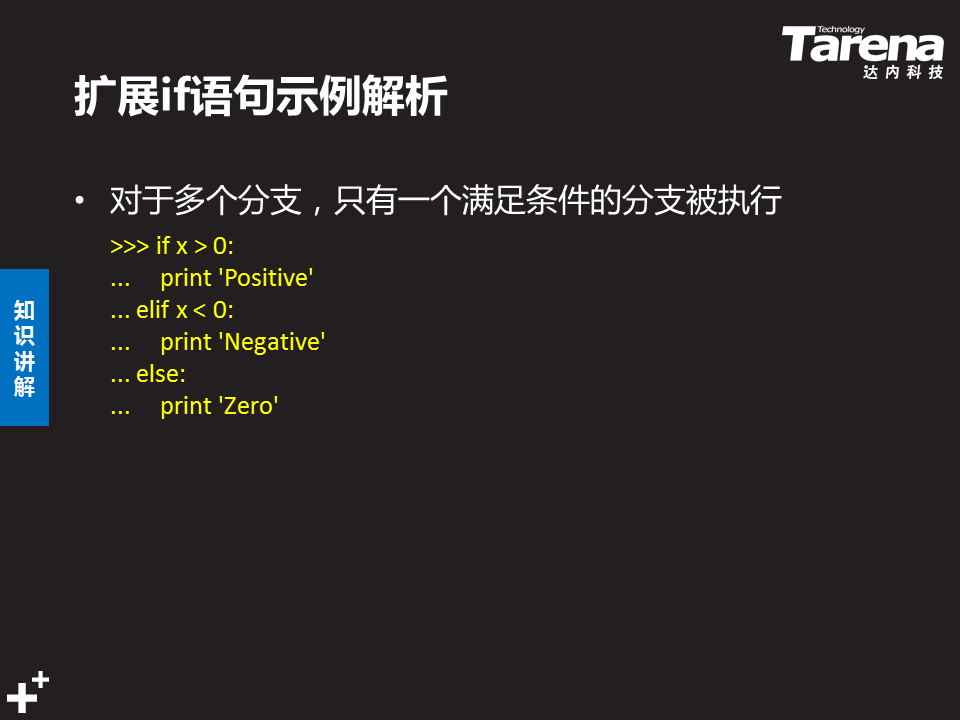 Technology
Tarena
达内科技
扩展if语句示例解析
• 对于多个分支，只有一个满足条件的分支被执行
>>> if x > 0:
...    print 'Positive'
... elif x < 0:
...    print 'Negative'
... else:
...    print 'Zero'
知
识
讲
解